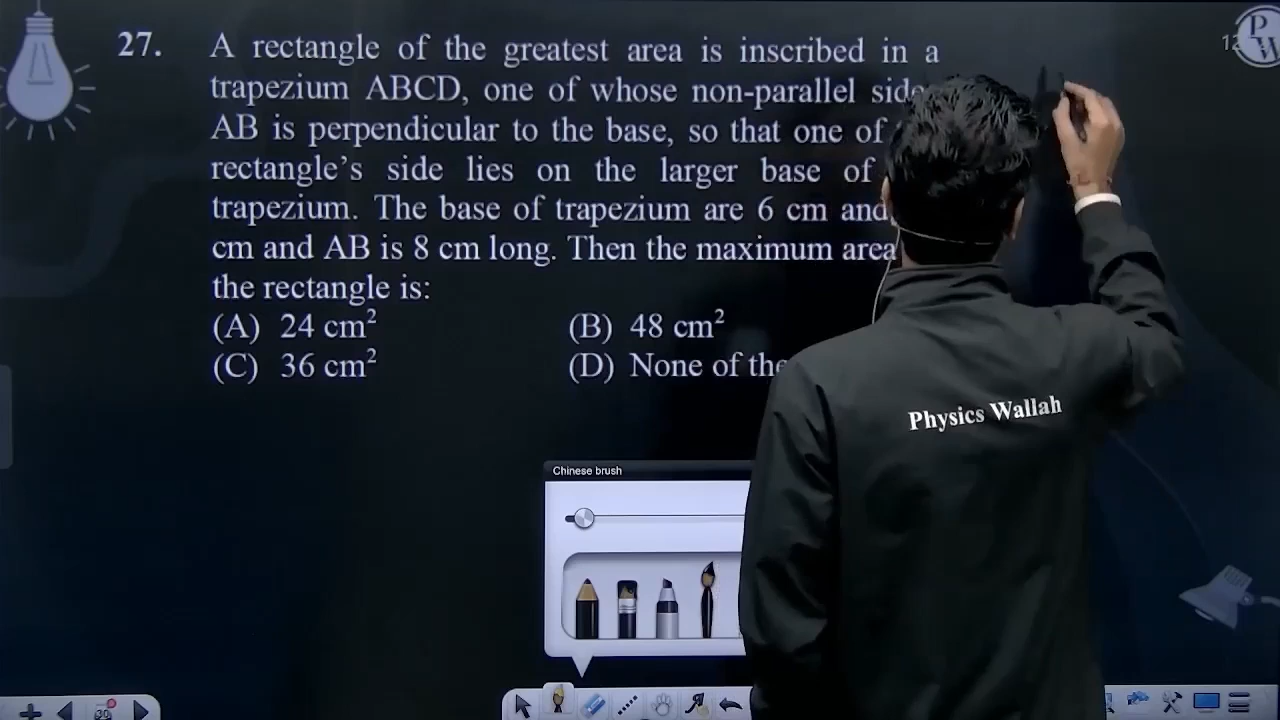 27. A rectangle of the greatest area is inscribed in a
trapezium ABCD, one of whose non-parallel
AB is perpendicular to the base, so that one of
rectangle's side lies on the larger base of
trapezium. The base of trapezium are 6 cm and
cm and AB is 8 cm long. Then the maximum area
the rectangle is:
(A) 24 cm² (B) 48 cm²
(C) 36 cm² (D) None of
PW
Physics Wallah
Chinese brush